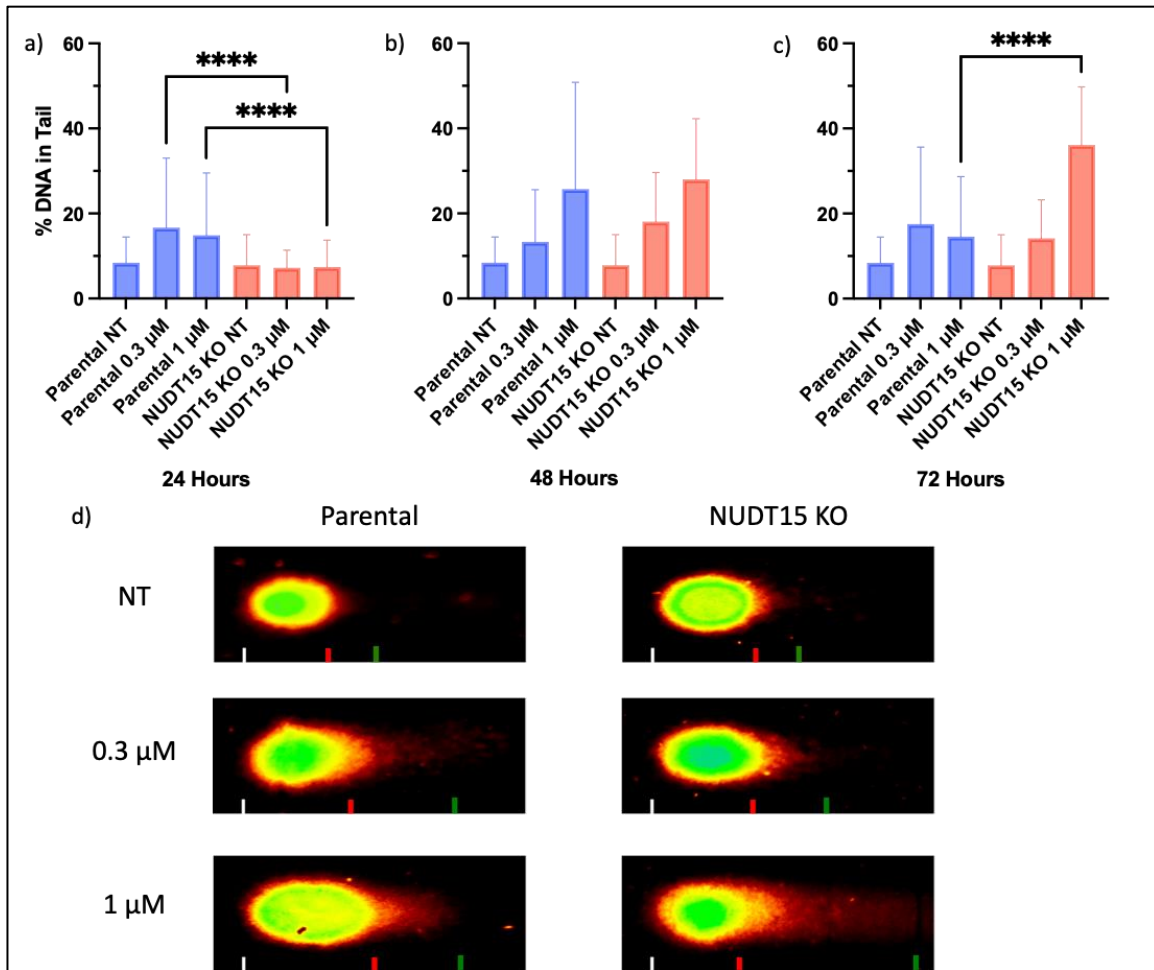 a)
60
40
20
0
% DNA in Tail
****
****
Parental NT
Parental 0.3 µM
Parental 1 µM
NUDT15 KO NT
NUDT15 KO 0.3 µM
NUDT15 KO 1 µM
24 Hours
b)
60
40
20
0
Parental NT
Parental 0.3 µM
Parental 1 µM
NUDT15 KO NT
NUDT15 KO 0.3 µM
NUDT15 KO 1 µM
48 Hours
c)
60
40
20
0
****
Parental NT
Parental 0.3 µM
Parental 1 µM
NUDT15 KO NT
NUDT15 KO 0.3 µM
NUDT15 KO 1 µM
72 Hours
d)
Parental
NUDT15 KO
NT
0.3 µM
1 µM